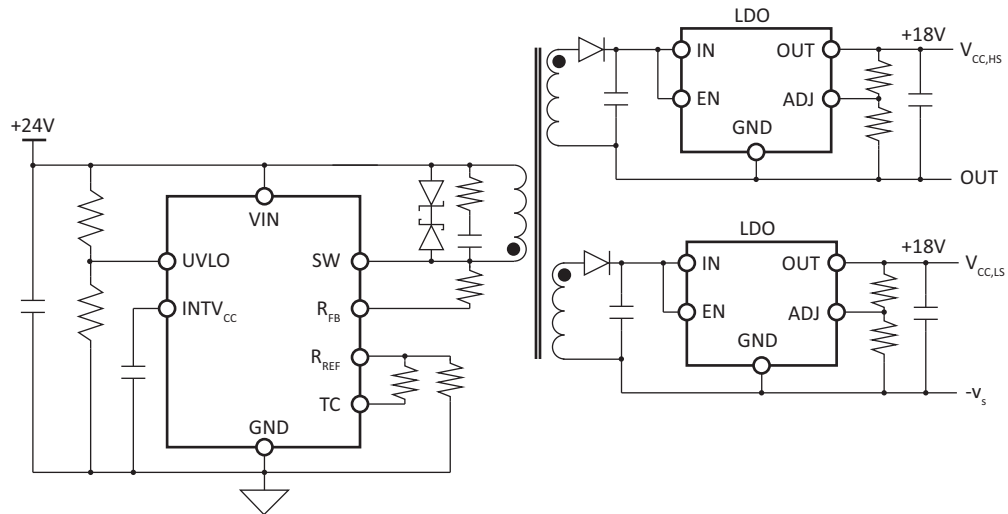 LDO
+18V
IN
OUT
V_CC,HS
EN
ADJ
GND
OUT
+24V
VIN
UVLO
SW
INTV_CC
R_FB
R_REF
TC
GND
LDO
+18V
IN
OUT
V_CC,LS
EN
ADJ
GND
-v_s